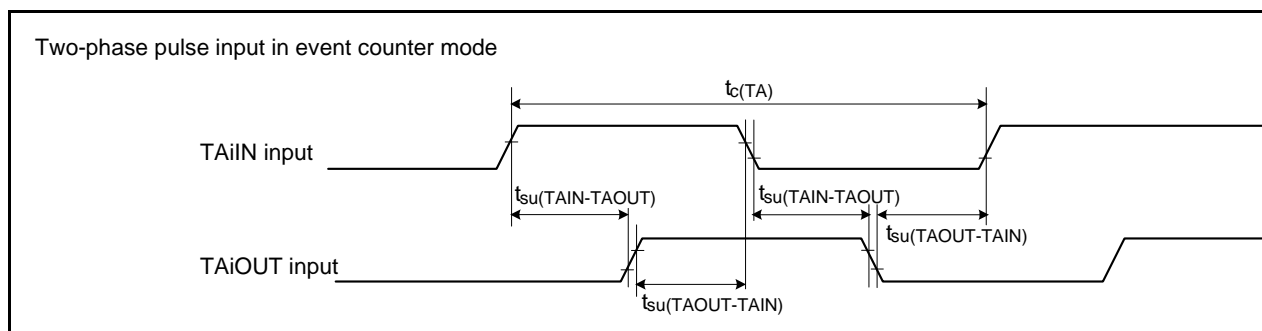 Two-phase pulse input in event counter mode
tc(TA)
TAiIN input
tsu(TAIN-TAOUT)
tsu(TAIN-TAOUT)
tsu(TAOUT-TAIN)
TAiOUT input
tsu(TAOUT-TAIN)